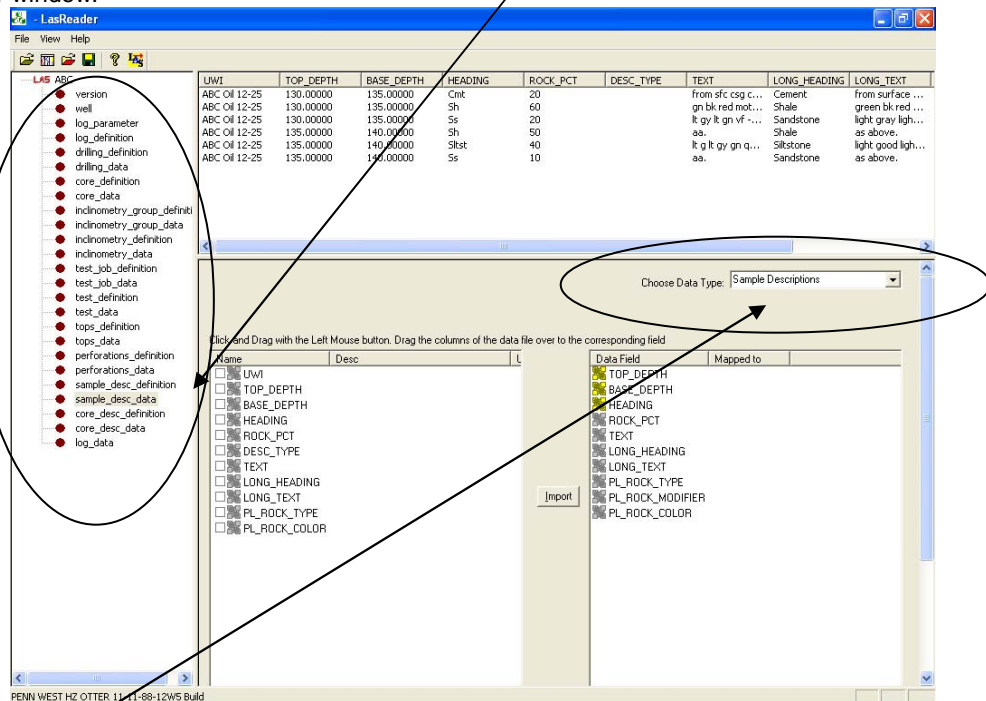 window
- LasReader
File View Help
LAS ABC
version
well
log_parameter
log_definition
drilling_definition
drilling_data
core_definition
core_data
inclinometry_group_definiti
inclinometry_group_data
inclinometry_definition
inclinometry_data
test_job_definition
test_job_data
test_definition
test_data
tops_definition
tops_data
perforations_definition
perforations_data
sample_desc_definition
sample_desc_data
core_desc_definition
core_desc_data
log_data
UWI TOP_DEPTH BASE_DEPTH HEADING ROCK_PCT DESC_TYPE TEXT LONG_HEADING LONG_TEXT
ABC Oil 12-25 130.00000 135.00000 Cmt 20 from sfc csg c... Cement from surface ...
ABC Oil 12-25 130.00000 135.00000 Sh 60 gn bk red mot... Shale green bk red ...
ABC Oil 12-25 130.00000 135.00000 Ss 20 lt gy lt gn vf -... Sandstone light gray ligh...
ABC Oil 12-25 135.00000 140.00000 Sh 50 aa. Shale as above.
ABC Oil 12-25 135.00000 140.00000 Sltst 40 lt g lt gy gn q... Siltstone light good ligh...
ABC Oil 12-25 135.00000 140.00000 Ss 10 aa. Sandstone as above.
Choose Data Type: Sample Descriptions
Click and Drag with the Left Mouse button. Drag the columns of the data file over to the corresponding field
Name Desc U
UWI
TOP_DEPTH
BASE_DEPTH
HEADING
ROCK_PCT
DESC_TYPE
TEXT
LONG_HEADING
LONG_TEXT
PL_ROCK_TYPE
PL_ROCK_COLOR
Import
Data Field Mapped to
TOP_DEPTH
BASE_DEPTH
HEADING
ROCK_PCT
TEXT
LONG_HEADING
LONG_TEXT
PL_ROCK_TYPE
PL_ROCK_MODIFIER
PL_ROCK_COLOR
PENN WEST HZ OTTER 11-11-88-12W5 Build